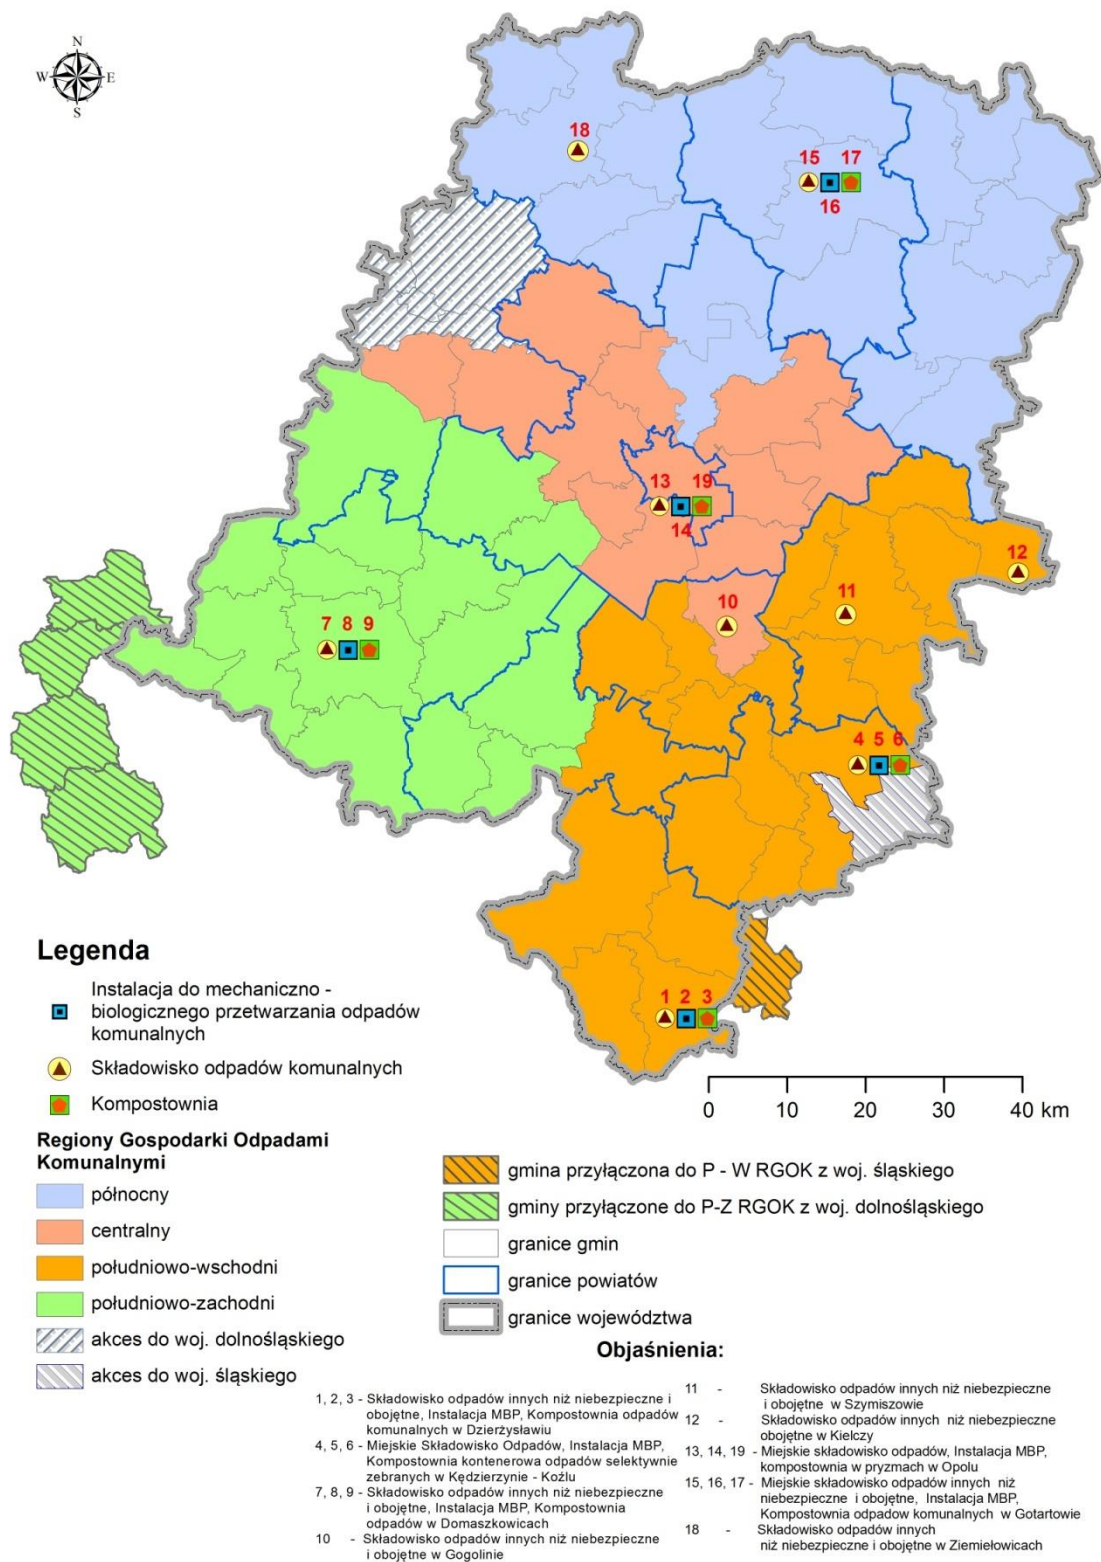 N
W E
S
18
15 17
16
13 19
14
12
11
10
7 8 9
4 5 6
1 2 3
0 10 20 30 40 km
Legenda
Instalacja do mechaniczno -
biologicznego przetwarzania odpadów
komunalnych
Składowisko odpadów komunalnych
Kompostownia
Regiony Gospodarki Odpadami
Komunalnymi
północny
centralny
południowo-wschodni
południowo-zachodni
akces do woj. dolnośląskiego
akces do woj. śląskiego
gmina przyłączona do P - W RGOK z woj. śląskiego
gminy przyłączone do P-Z RGOK z woj. dolnośląskiego
granice gmin
granice powiatów
granice województwa
Objaśnienia:
1, 2, 3 - Składowisko odpadów innych niż niebezpieczne i
obojętne, Instalacja MBP, Kompostownia odpadów
komunalnych w Dzierżysławiu
4, 5, 6 - Miejskie Składowisko Odpadów, Instalacja MBP,
Kompostownia kontenerowa odpadów selektywnie
zebranych w Kędzierzynie - Koźlu
7, 8, 9 - Składowisko odpadów innych niż niebezpieczne
i obojętne, Instalacja MBP, Kompostownia
odpadów w Domaszkowicach
10 - Składowisko odpadów innych niż niebezpieczne
i obojętne w Gogolinie
11 - Składowisko odpadów innych niż niebezpieczne
i obojętne w Szymiszowie
12 - Składowisko odpadów innych niż niebezpieczne
obojętne w Kielczy
13, 14, 19 - Miejskie składowisko odpadów, Instalacja MBP,
kompostownia w pryzmach w Opolu
15, 16, 17 - Miejskie składowisko odpadów innych niż
niebezpieczne i obojętne, Instalacja MBP,
Kompostownia odpadow komunalnych w Gotartowie
18 - Składowisko odpadów innych
niż niebezpieczne i obojętne w Ziemiełowicach